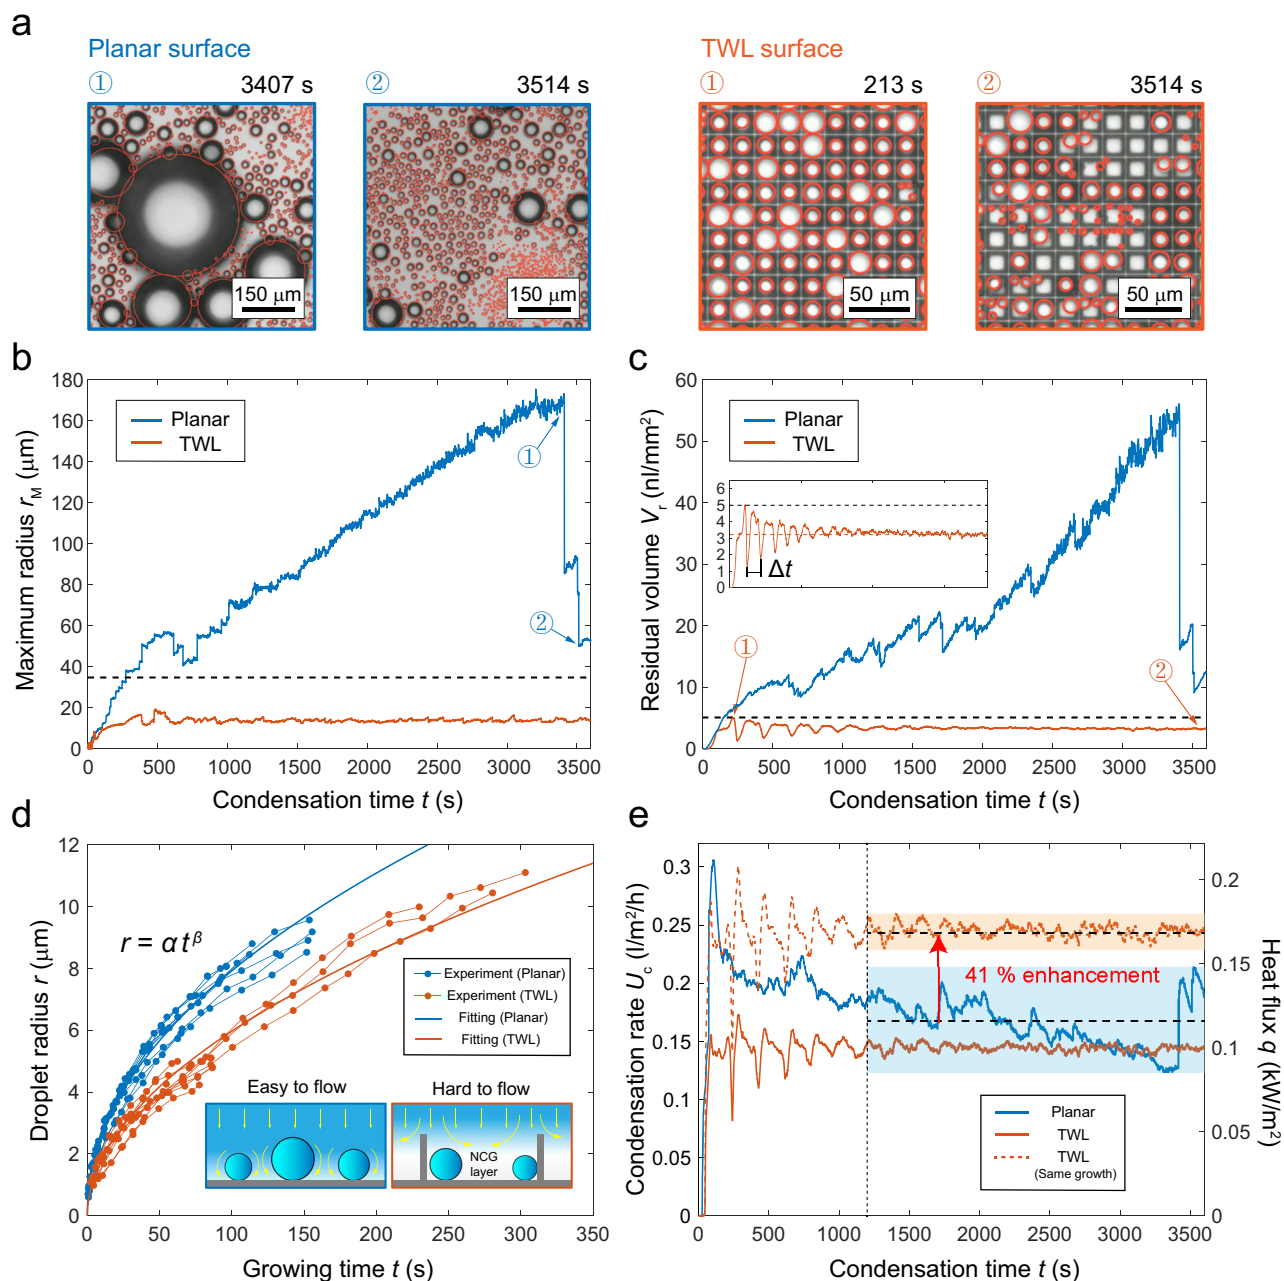 a
Planar surface
TWL surface
① 3407 s
② 3514 s
① 213 s
② 3514 s
150 μm
150 μm
50 μm
50 μm
b
180
160
140
120
100
80
60
40
20
0
Maximum radius r_M (μm)
Planar
TWL
①
②
0 500 1000 1500 2000 2500 3000 3500
Condensation time t (s)
c
60
50
40
30
20
10
0
Residual volume V_r (nl/mm²)
Planar
TWL
6
5
4
3
2
1
0
Δt
①
②
0 500 1000 1500 2000 2500 3000 3500
Condensation time t (s)
d
12
10
8
6
4
2
0
Droplet radius r (μm)
r = αt^β
Experiment (Planar)
Experiment (TWL)
Fitting (Planar)
Fitting (TWL)
Easy to flow
Hard to flow
NCG
layer
0 50 100 150 200 250 300 350
Growing time t (s)
e
0.3
0.25
0.2
0.15
0.1
0.05
0
Condensation rate U_c (l/m²/h)
41 % enhancement
Planar
TWL
TWL
(Same growth)
0.2
0.15
0.1
0.05
0
Heat flux q (kW/m²)
0 500 1000 1500 2000 2500 3000 3500
Condensation time t (s)